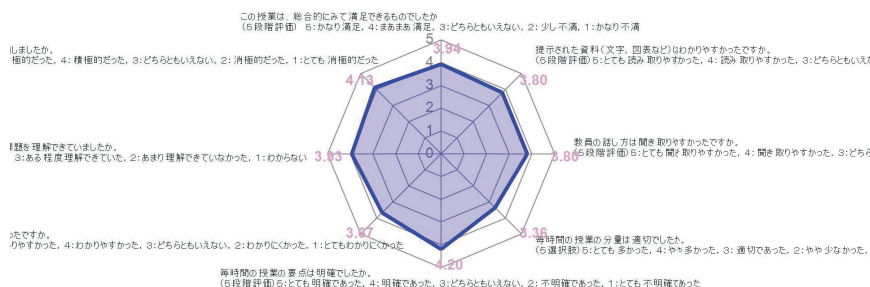 この授業は、総合的にみて満足できるものでしたか
(5段階評価) 5:かなり満足, 4:まあまあ満足, 3:どちらともいえない, 2:少し不満, 1:かなり不満
5
3.94
しましたか。
極的だった, 4:積極的だった, 3:どちらともいえない, 2:消極的だった, 1:とても消極的だった
提示された資料(文字、図表など)はわかりやすかったですか。
(5段階評価)5:とても読み取りやすかった, 4:読み取りやすかった, 3:どちらともいえ
4
4.13
3.80
3
2
1
0
題を理解できていましたか。
3:ある程度理解できていた, 2:あまり理解できていなかった, 1:わからない
3.93
教員の話し方は聞き取りやすかったですか。
(5段階評価)5:とても聞き取りやすかった, 4:聞き取りやすかった, 3:どちら
ったですか。
りやすかった, 4:わかりやすかった, 3:どちらともいえない, 2:わかりにくかった, 1:とてもわかりにくかった
3.36
毎時間の授業の分量は適切でしたか。
(5選択肢)5:とても多かった, 4:やや多かった, 3:適切であった, 2:やや少なかった,
4.20
毎時間の授業の要点は明確でしたか。
(5段階評価)5:とても明確であった, 4:明確であった, 3:どちらともいえない, 2:不明確であった, 1:とても不明確であった